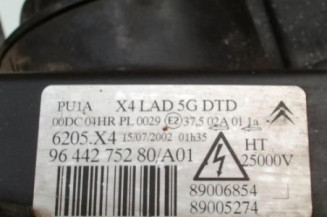 PU1A X4 LAD 5G DTD
00DC 04HR PL 0029 E2 37,5 02A 01 1a
6205.X4 15/07/2002 01h35
96 442 752 80/A01 HT
25000V
89006854
89005274